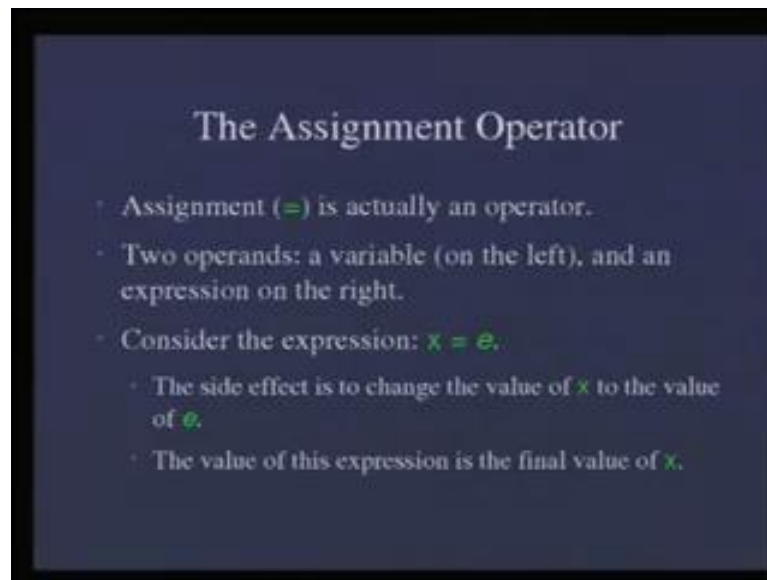 The Assignment Operator
· Assignment (=) is actually an operator.
· Two operands: a variable (on the left), and an
expression on the right.
· Consider the expression: x = e.
· The side effect is to change the value of x to the value
of e.
· The value of this expression is the final value of x.